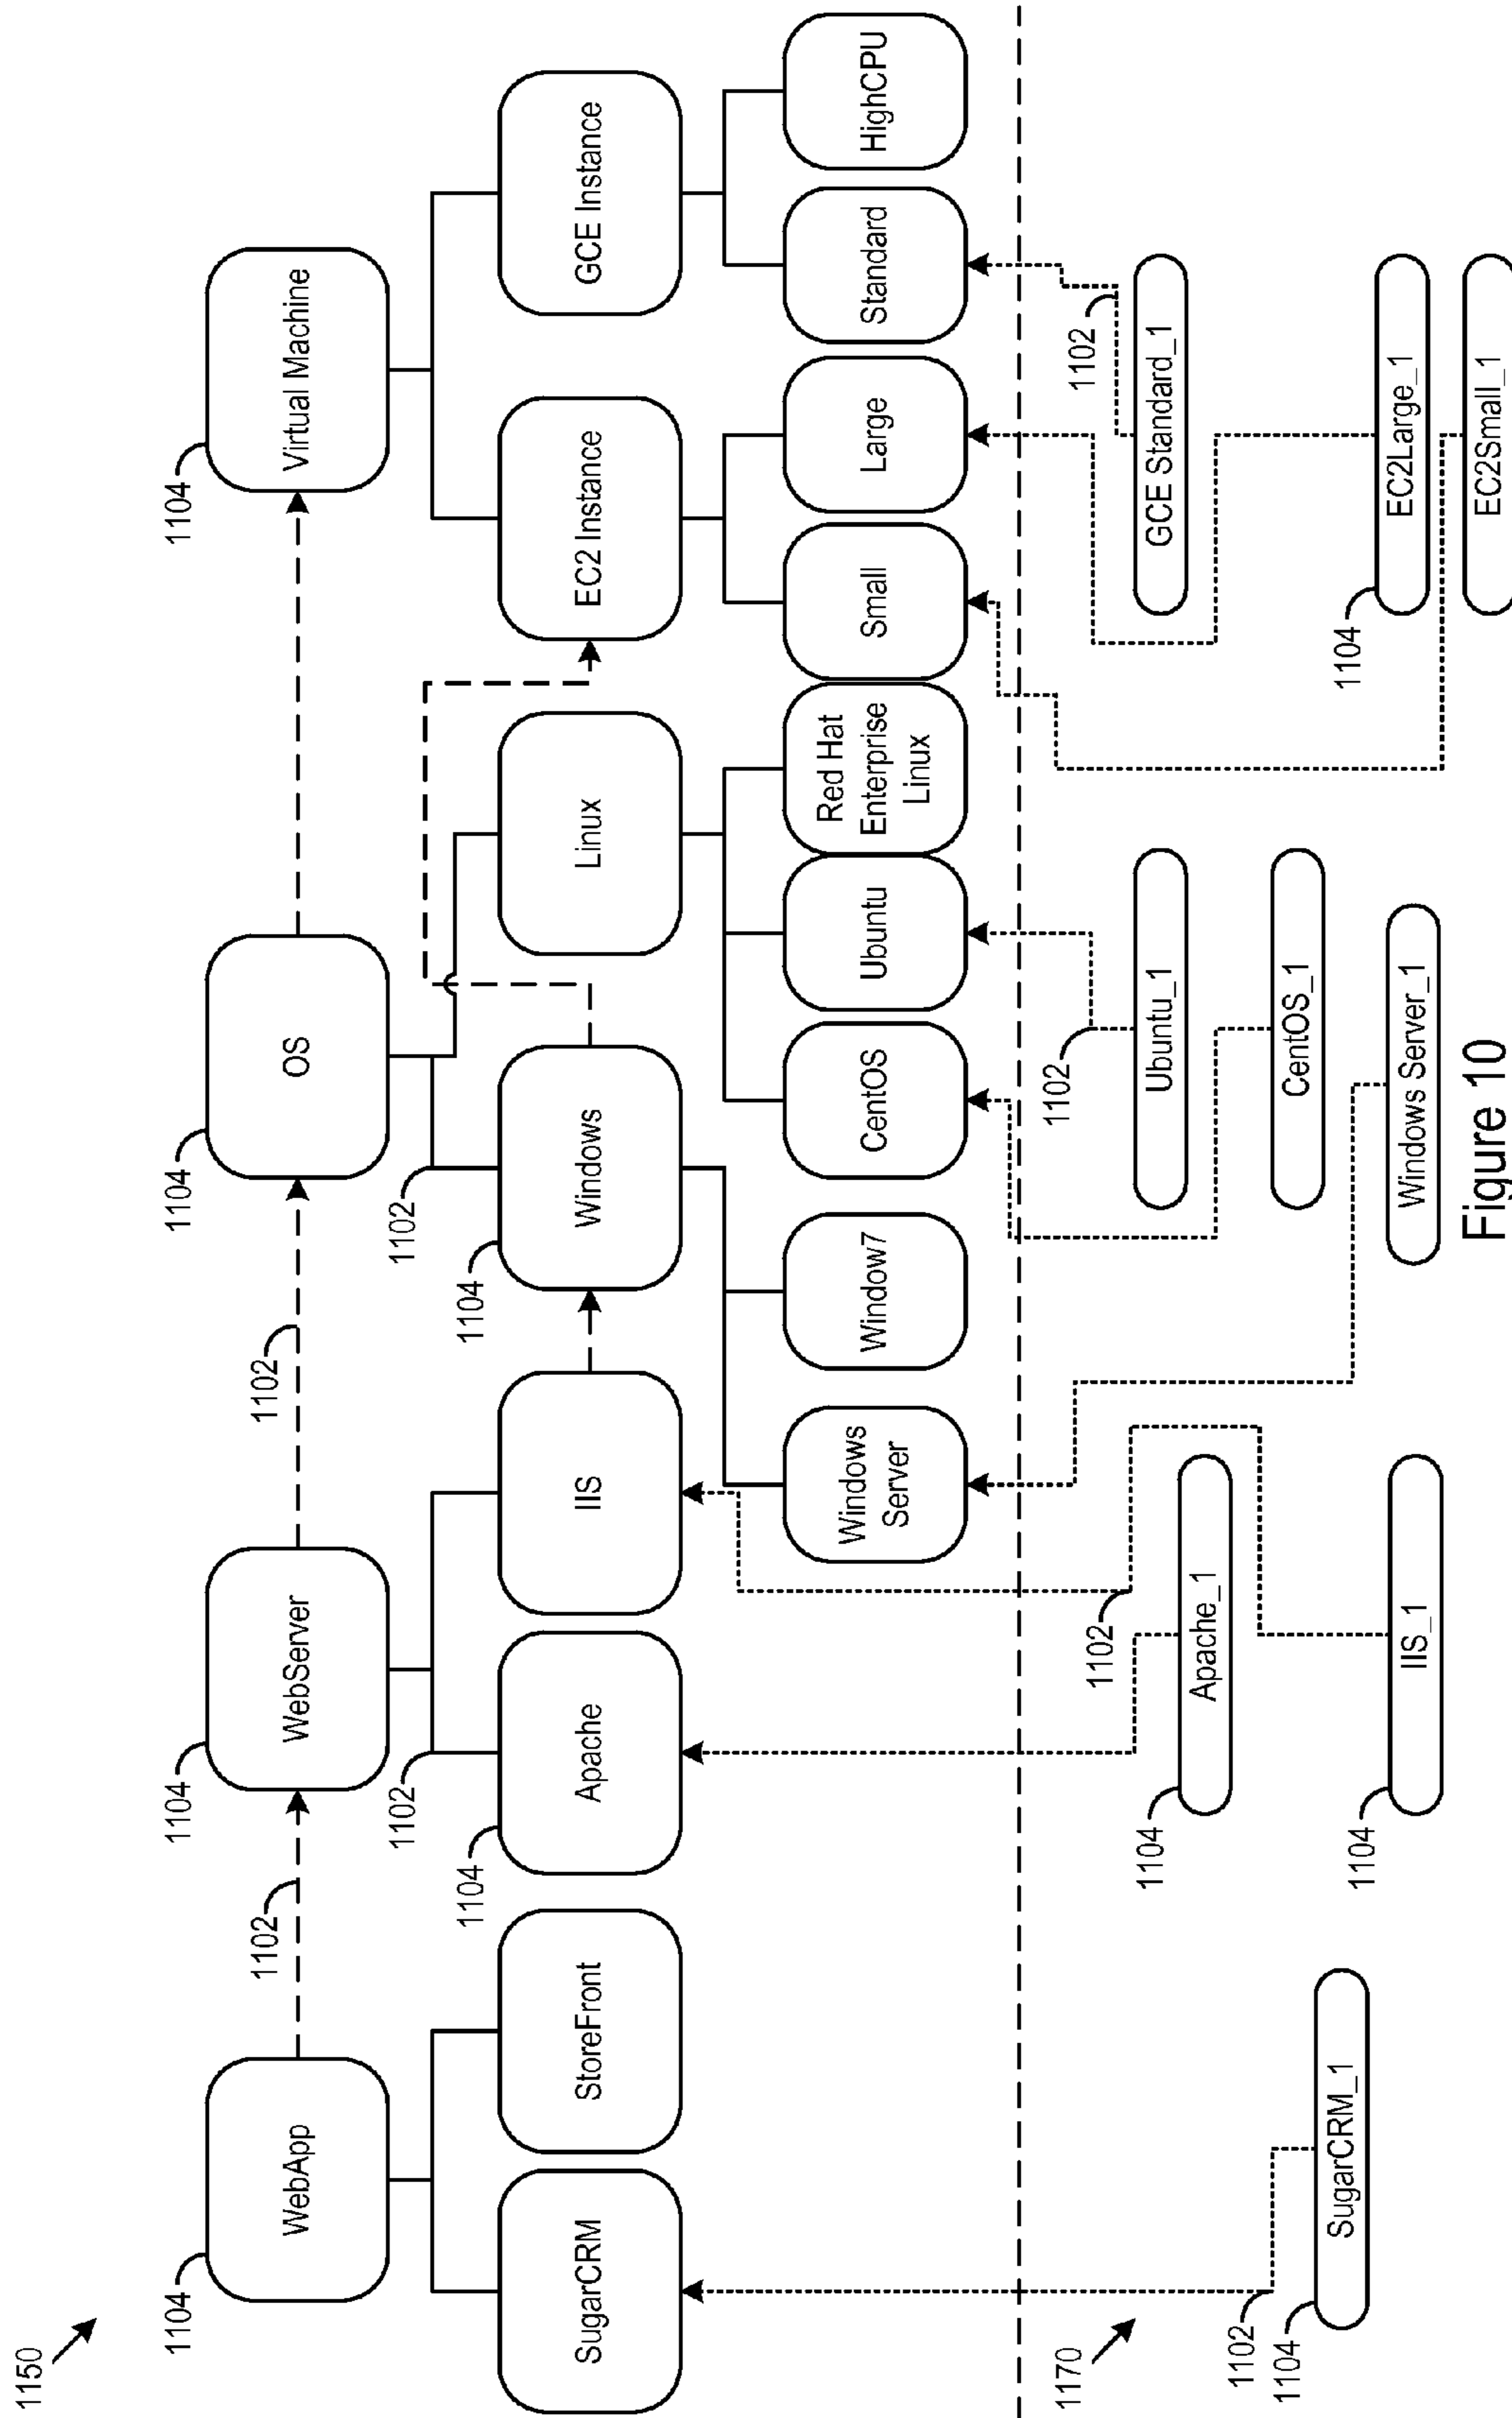 1150
1104
WebApp
1102
1104
WebServer
1102
1104
OS
1104
Virtual Machine
SugarCRM
StoreFront
1104
1102
Apache
IIS
1104
1102
Windows
Linux
EC2 Instance
GCE Instance
Windows
Server
Window7
CentOS
Ubuntu
Red Hat
Enterprise
Linux
Small
Large
Standard
HighCPU
1170
1102
1104
SugarCRM_1
1102
1104
Apache_1
1104
IIS_1
1102
Ubuntu_1
CentOS_1
Windows Server_1
1102
GCE Standard_1
1104
EC2Large_1
EC2Small_1
Figure 10